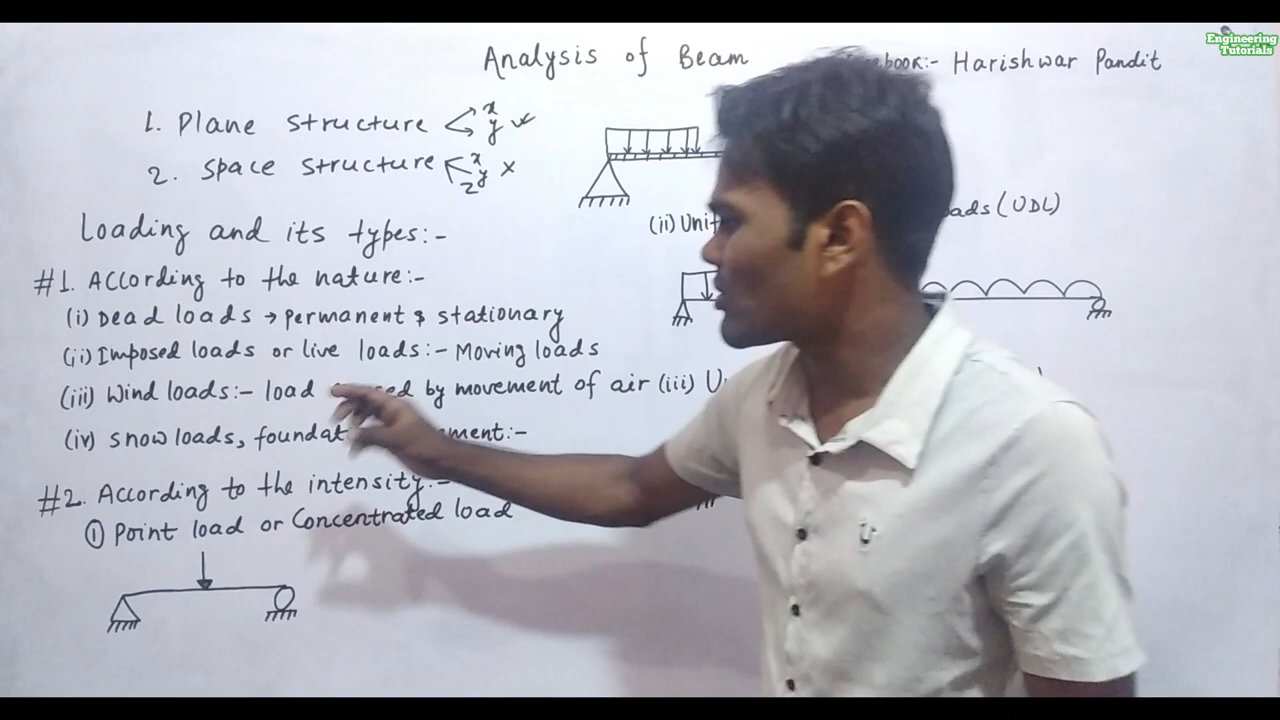 Engineering
Tutorials
Analysis of Beam
book:- Harishwar Pandit
1. Plane structure < x y ✓
2. Space structure < x y z ×
(ii) Unif
oads (UDL)
Loading and its types:-
#1. According to the nature:-
(i) Dead loads → permanent & stationary
(ii) Imposed loads or live loads:- Moving loads
(iii) Wind loads:- load by movement of air
(iii) U
(iv) snow loads,
#2. According to the intensity:-
① Point load or Concentrated load